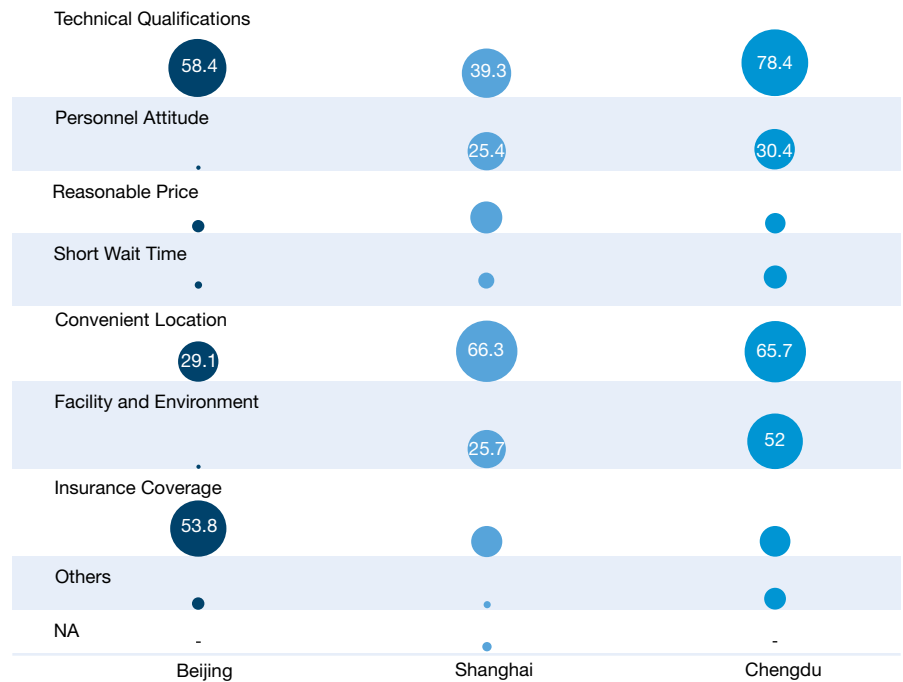 Technical Qualifications
58.4 39.3 78.4
Personnel Attitude
25.4 30.4
Reasonable Price
Short Wait Time
Convenient Location
29.1 66.3 65.7
Facility and Environment
25.7 52
Insurance Coverage
53.8
Others
NA
- -
Beijing Shanghai Chengdu